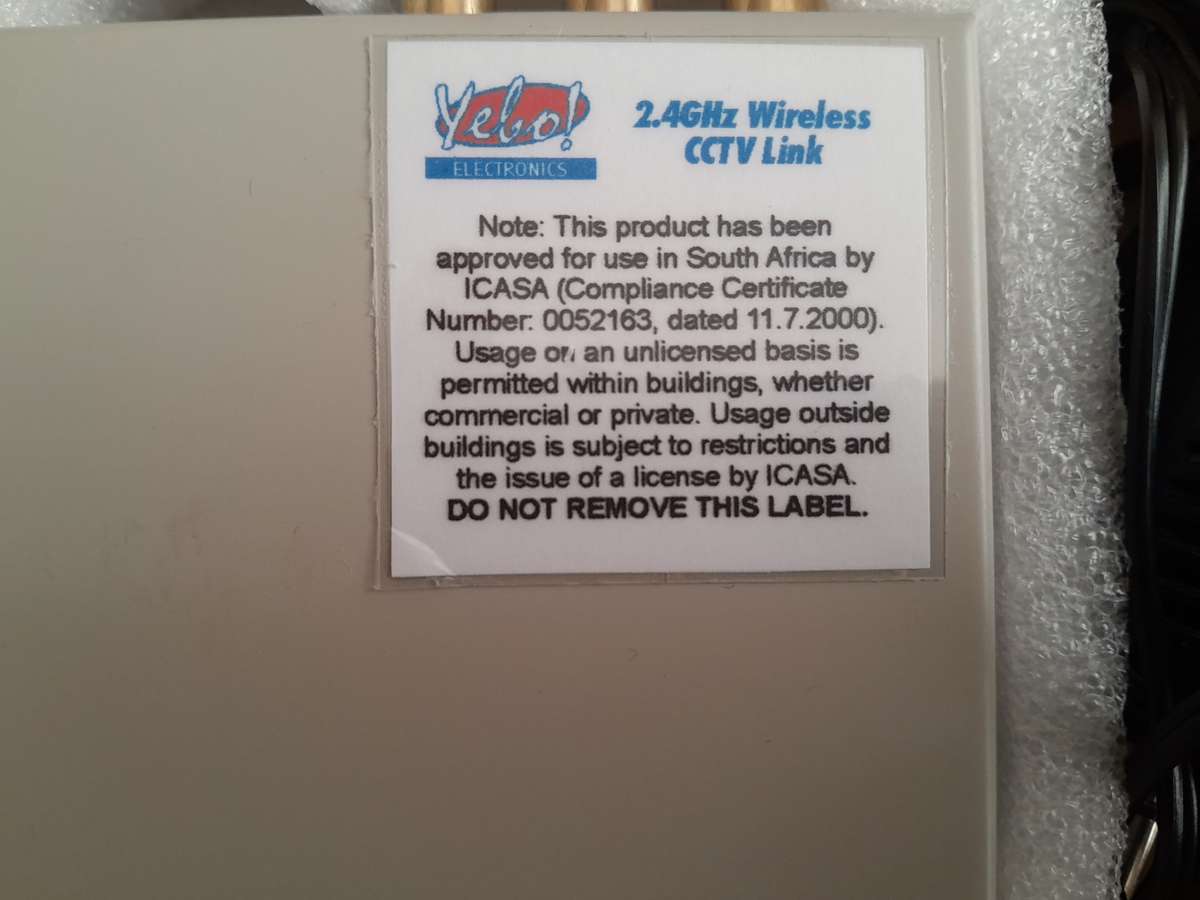 Yebo!
ELECTRONICS
2.4GHz Wireless
CCTV Link
Note: This product has been
approved for use in South Africa by
ICASA (Compliance Certificate
Number: 0052163, dated 11.7.2000).
Usage on an unlicensed basis is
permitted within buildings, whether
commercial or private. Usage outside
buildings is subject to restrictions and
the issue of a license by ICASA.
DO NOT REMOVE THIS LABEL.